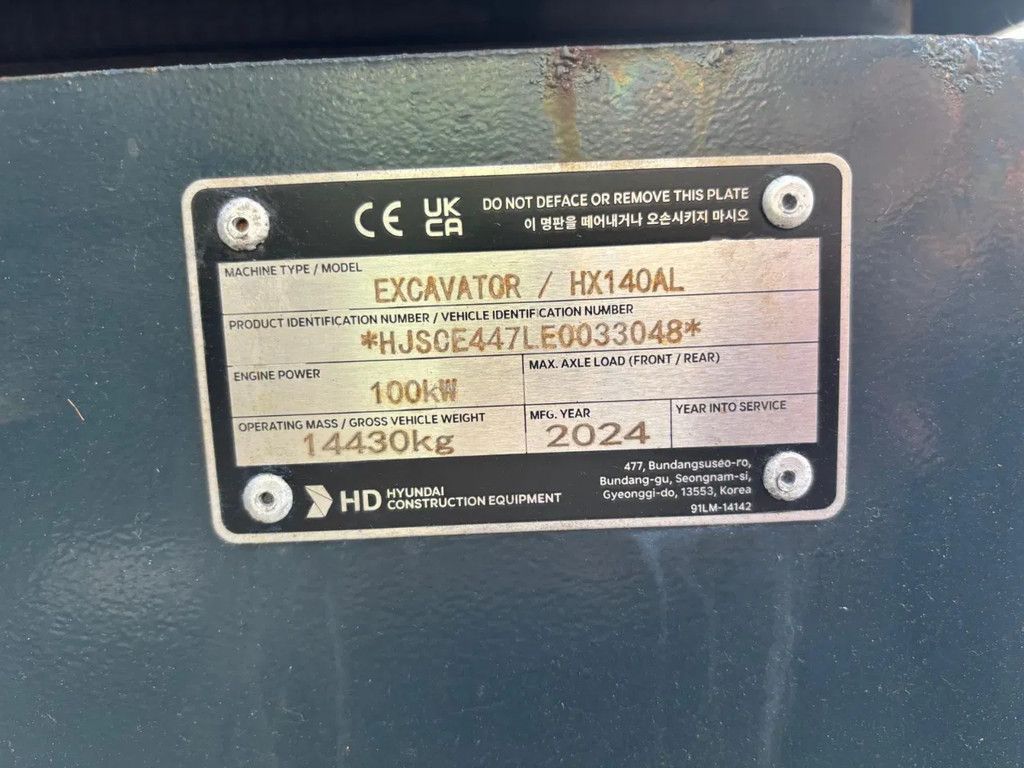 CE UK CA DO NOT DEFACE OR REMOVE THIS PLATE
이 명판을 떼어내거나 오손시키지 마시오
MACHINE TYPE / MODEL
EXCAVATOR / HX140AL
PRODUCT IDENTIFICATION NUMBER / VEHICLE IDENTIFICATION NUMBER
*HJSCE447LE0033048*
ENGINE POWER
100kW
MAX. AXLE LOAD (FRONT / REAR)
OPERATING MASS / GROSS VEHICLE WEIGHT
14430kg
MFG. YEAR
2024
YEAR INTO SERVICE
HD HYUNDAI
CONSTRUCTION EQUIPMENT
477, Bundangsuseo-ro,
Bundang-gu, Seongnam-si,
Gyeonggi-do, 13553, Korea
91LM-14142